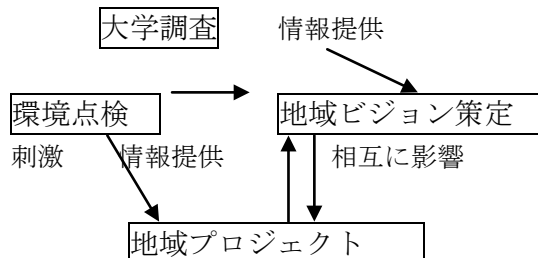 大学調査 情報提供
環境点検 地域ビジョン策定
刺激 情報提供 相互に影響
地域プロジェクト